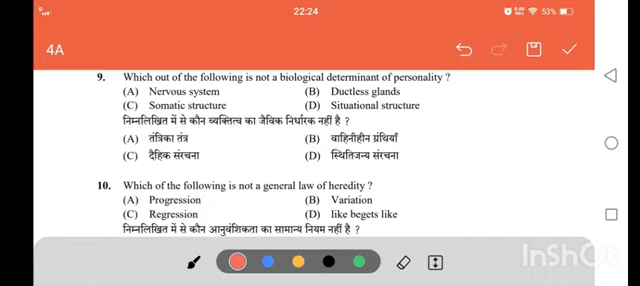 22:24
53%
4A
9. Which out of the following is not a biological determinant of personality ?
(A) Nervous system (B) Ductless glands
(C) Somatic structure (D) Situational structure
निम्नलिखित में से कौन व्यक्तित्व का जैविक निर्धारक नहीं है ?
(A) तंत्रिका तंत्र (B) वाहिनीहीन ग्रंथियाँ
(C) दैहिक संरचना (D) स्थितिजन्य संरचना
10. Which of the following is not a general law of heredity ?
(A) Progression (B) Variation
(C) Regression (D) like begets like
निम्नलिखित में से कौन आनुवंशिकता का सामान्य नियम नहीं है ?
InShOt